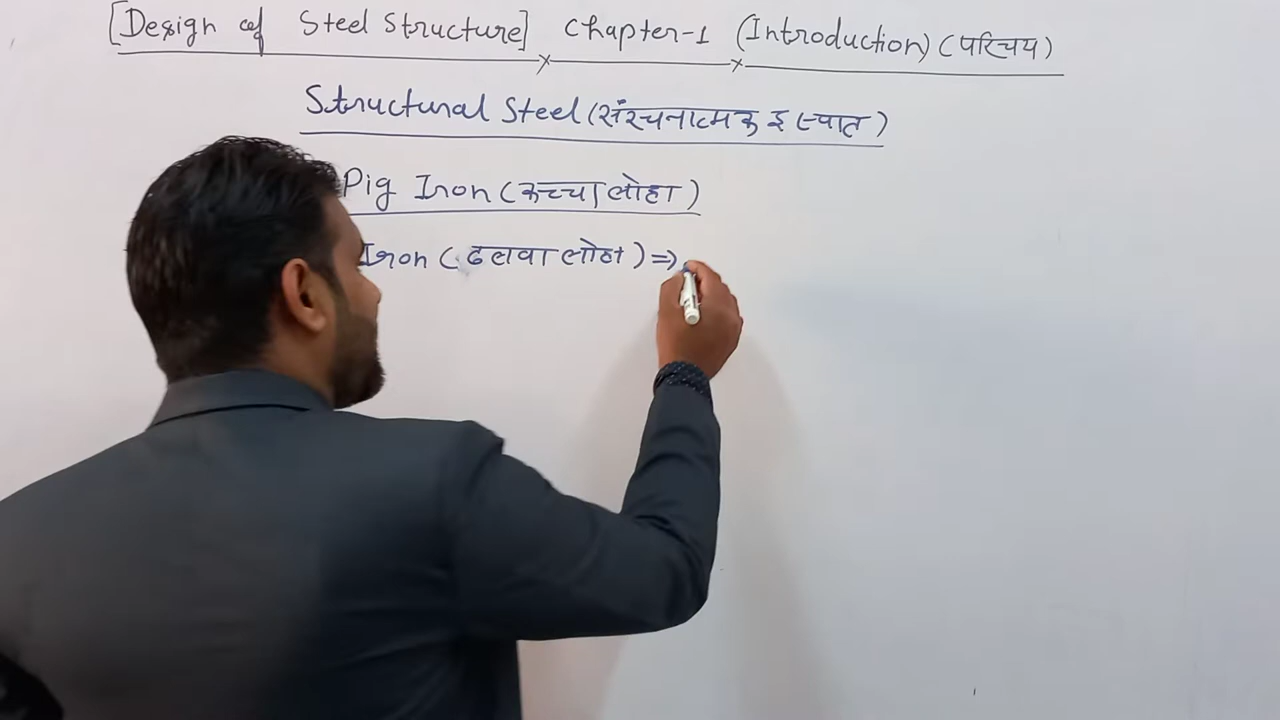 [Design of Steel Structure] Chapter-1 (Introduction) (परिचय)
Structural Steel (संरचनात्मक इस्पात)
Pig Iron (कच्चा लोहा)
Iron (ढलवा लोहा) ⇒